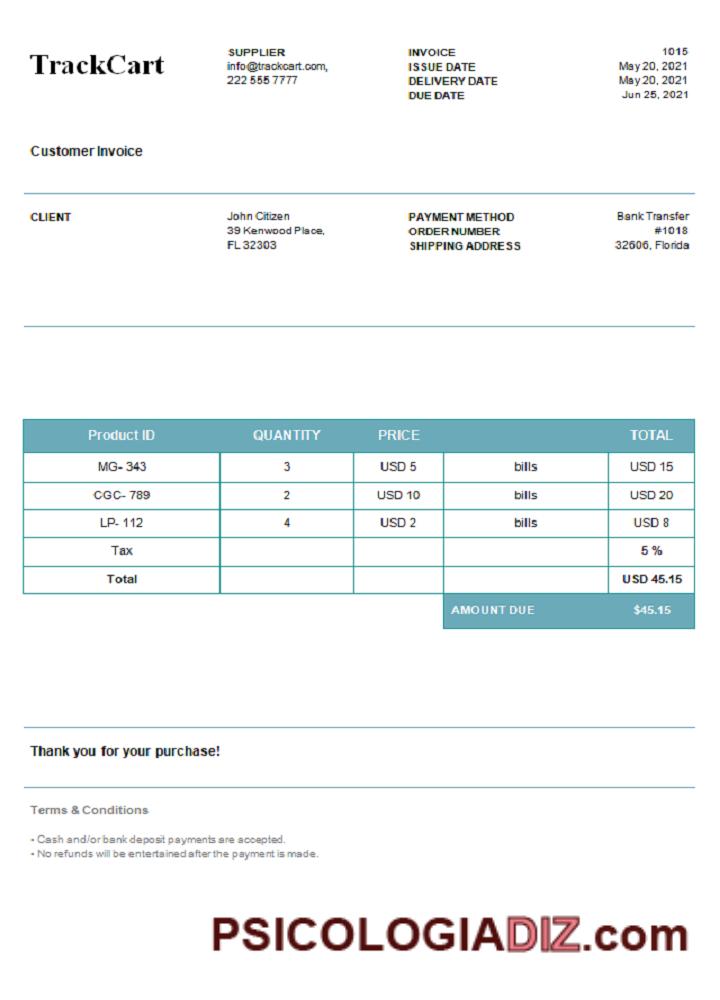 TrackCart
SUPPLIER
info@trackcart.com,
222 555 7777
INVOICE 1015
ISSUE DATE May 20, 2021
DELIVERY DATE May 20, 2021
DUE DATE Jun 25, 2021
Customer Invoice
CLIENT
John Citizen
39 Kenwood Place,
FL 32303
PAYMENT METHOD Bank Transfer
ORDER NUMBER #1018
SHIPPING ADDRESS 32606, Florida
Product ID QUANTITY PRICE TOTAL
MG- 343 3 USD 5 bills USD 15
CGC- 789 2 USD 10 bills USD 20
LP- 112 4 USD 2 bills USD 8
Tax 5 %
Total USD 45.15
AMOUNT DUE $45.15
Thank you for your purchase!
Terms & Conditions
- Cash and/or bank deposit payments are accepted.
- No refunds will be entertained after the payment is made.
PSICOLOGIADIZ.com